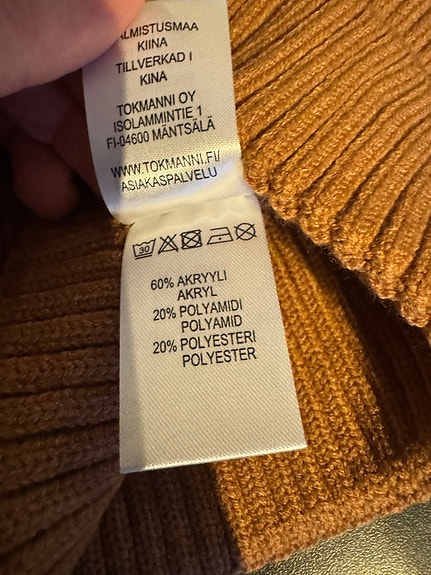 VALMISTUSMAA
KIINA
TILLVERKAD I
KINA
TOKMANNI OY
ISOLAMMINTIE 1
FI-04600 MÄNTSÄLÄ
WWW.TOKMANNI.FI/
ASIAKASPALVELU
30
60% AKRYYLI
AKRYL
20% POLYAMIDI
POLYAMID
20% POLYESTERI
POLYESTER